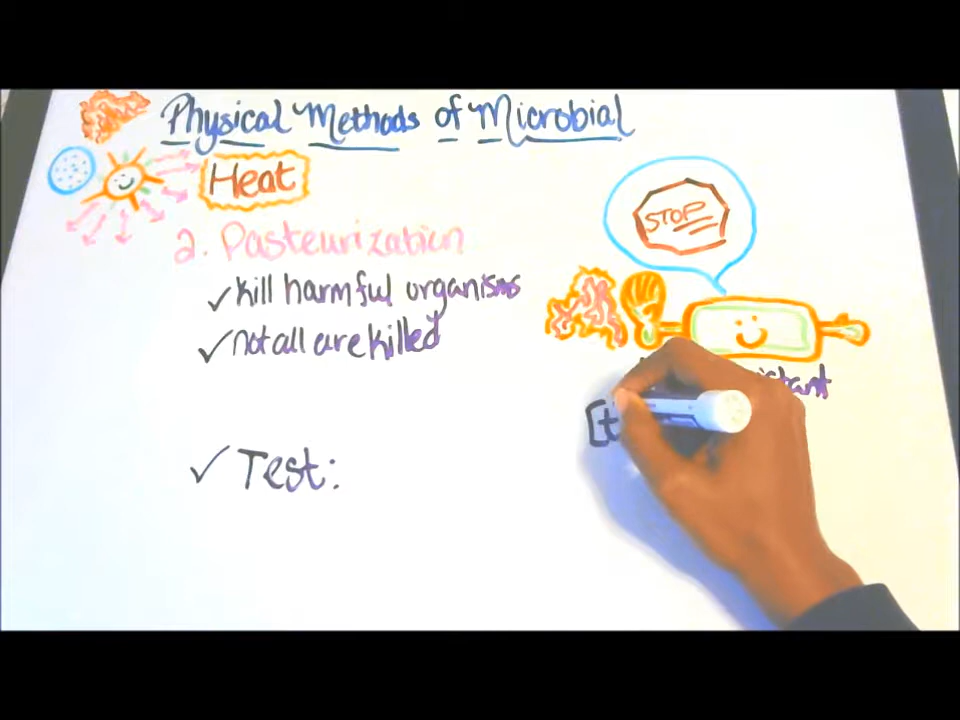 Physical Methods of Microbial
Heat
STOP
2. Pasteurization
✓ kill harmful organisms
✓ not all are killed
[t
✓ Test: